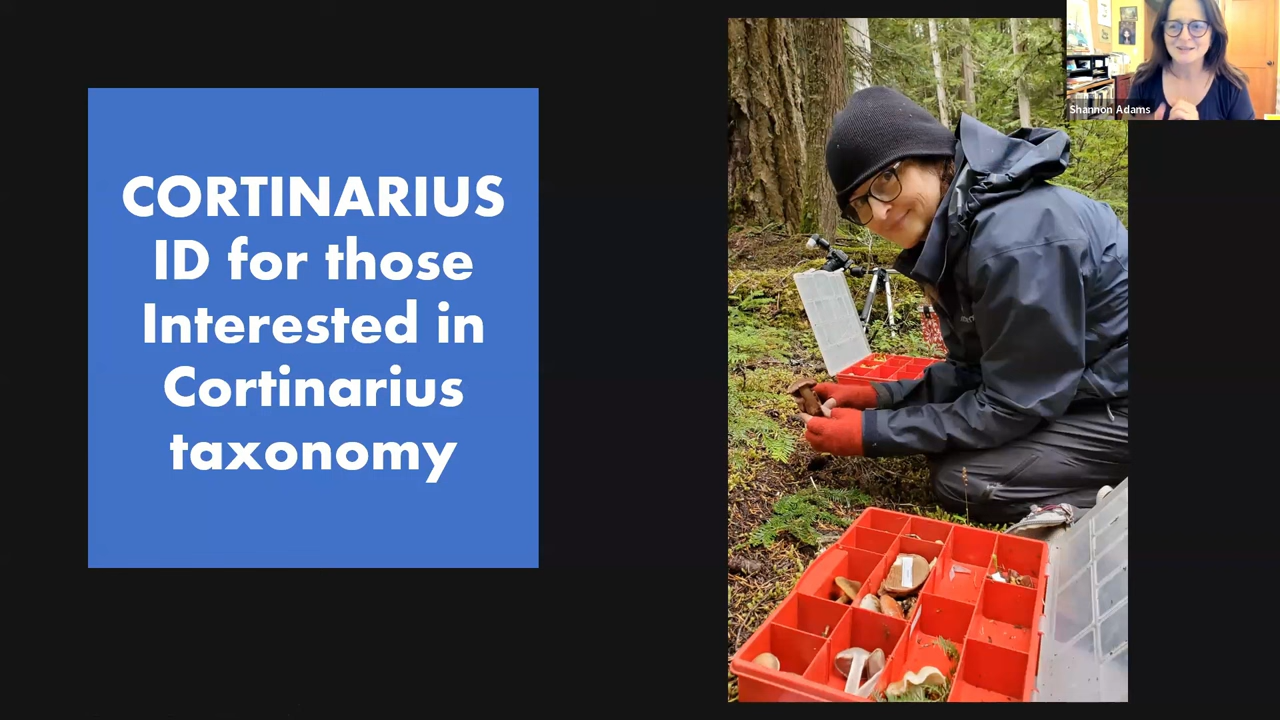 CORTINARIUS
ID for those
Interested in
Cortinarius
taxonomy
Shannon Adams